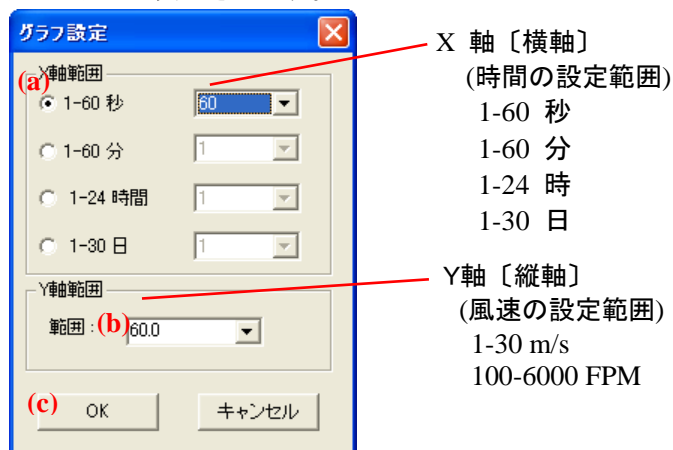 グラフ設定
X軸範囲
(a)
1-60 秒
60
1-60 分
1
1-24 時間
1
1-30 日
1
Y軸範囲
範囲 :
(b)
60.0
(c)
OK
キャンセル
X 軸〔横軸〕
(時間の設定範囲)
1-60 秒
1-60 分
1-24 時
1-30 日
Y軸〔縦軸〕
(風速の設定範囲)
1-30 m/s
100-6000 FPM